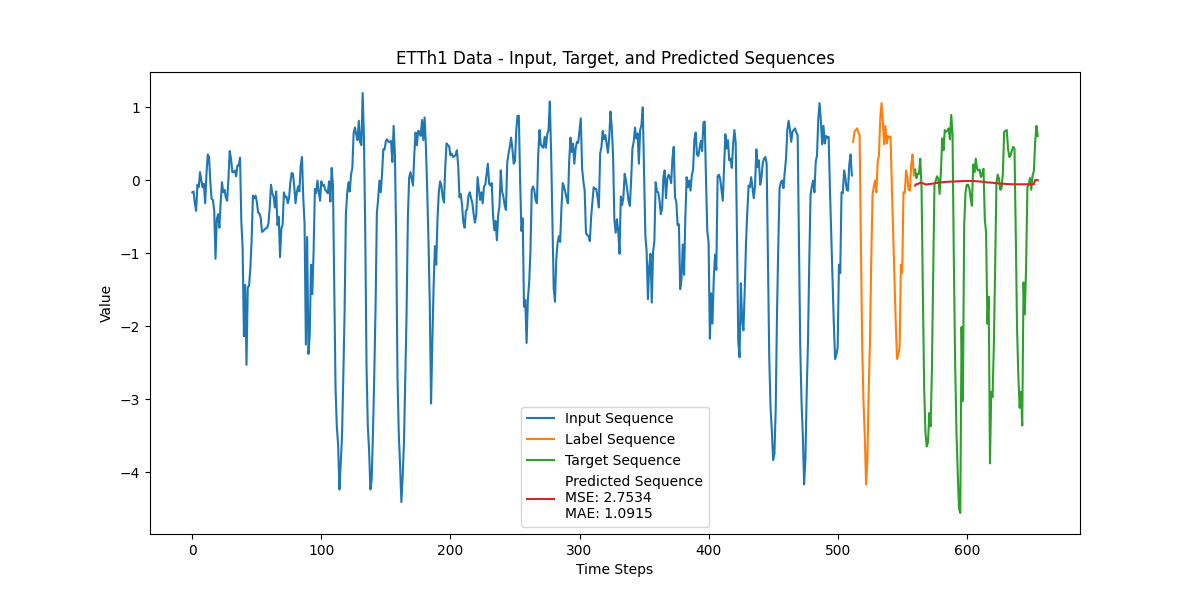 ETTh1 Data - Input, Target, and Predicted Sequences
Value
1
0
−1
−2
−3
−4
Input Sequence
Label Sequence
Target Sequence
Predicted Sequence
MSE: 2.7534
MAE: 1.0915
0 100 200 300 400 500 600
Time Steps